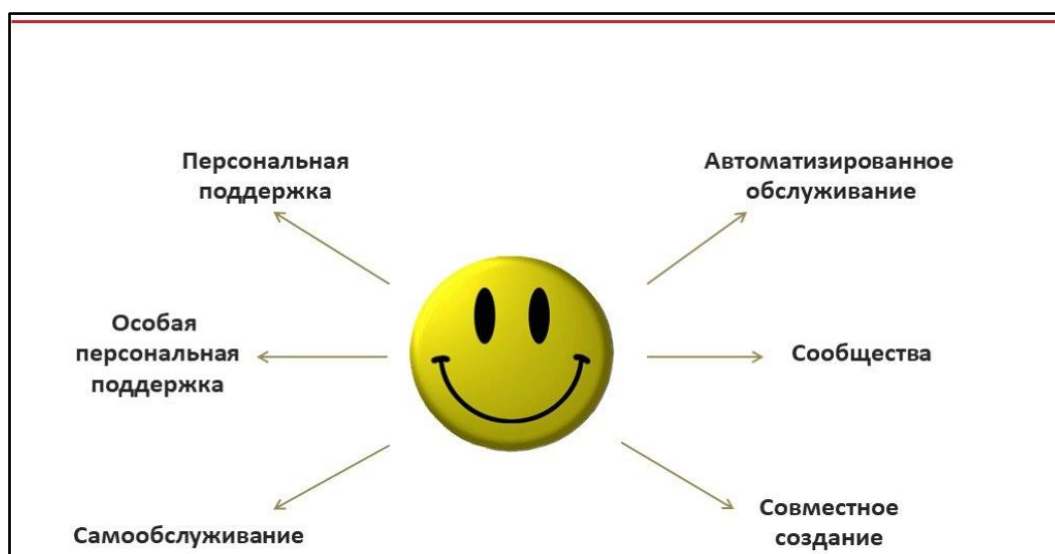 Персональная
поддержка
Автоматизированное
обслуживание
Особая
персональная
поддержка
Сообщества
Самообслуживание
Совместное
создание